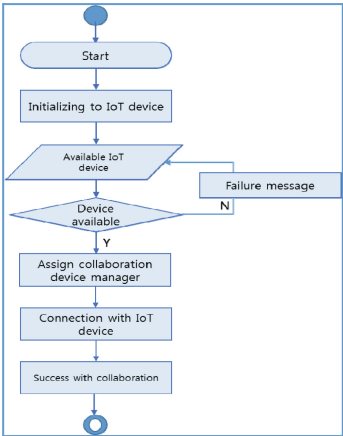 Start
Initializing to IoT device
Available IoT
device
Failure message
Device
available
N
Y
Assign collaboration
device manager
Connection with IoT
device
Success with collaboration